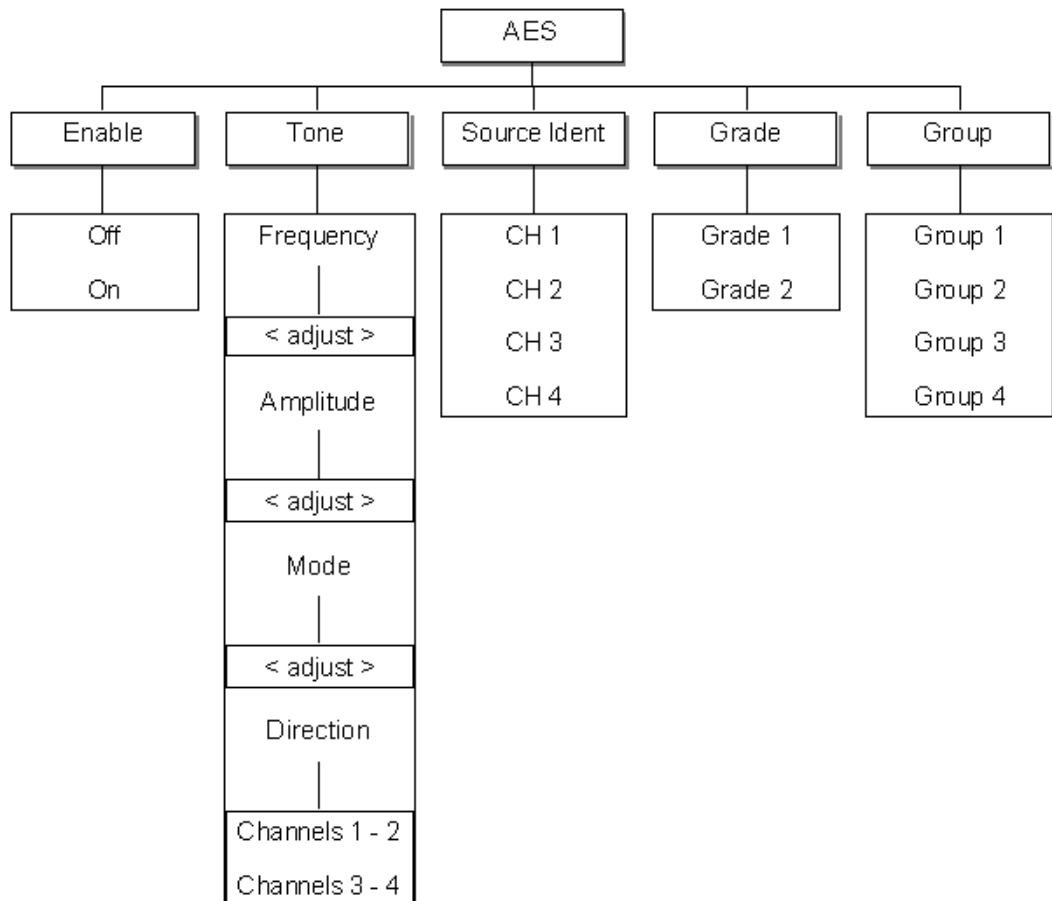 AES
Enable
Tone
Source Ident
Grade
Group
Off
On
Frequency
< adjust >
Amplitude
< adjust >
Mode
< adjust >
Direction
Channels 1 - 2
Channels 3 - 4
CH 1
CH 2
CH 3
CH 4
Grade 1
Grade 2
Group 1
Group 2
Group 3
Group 4